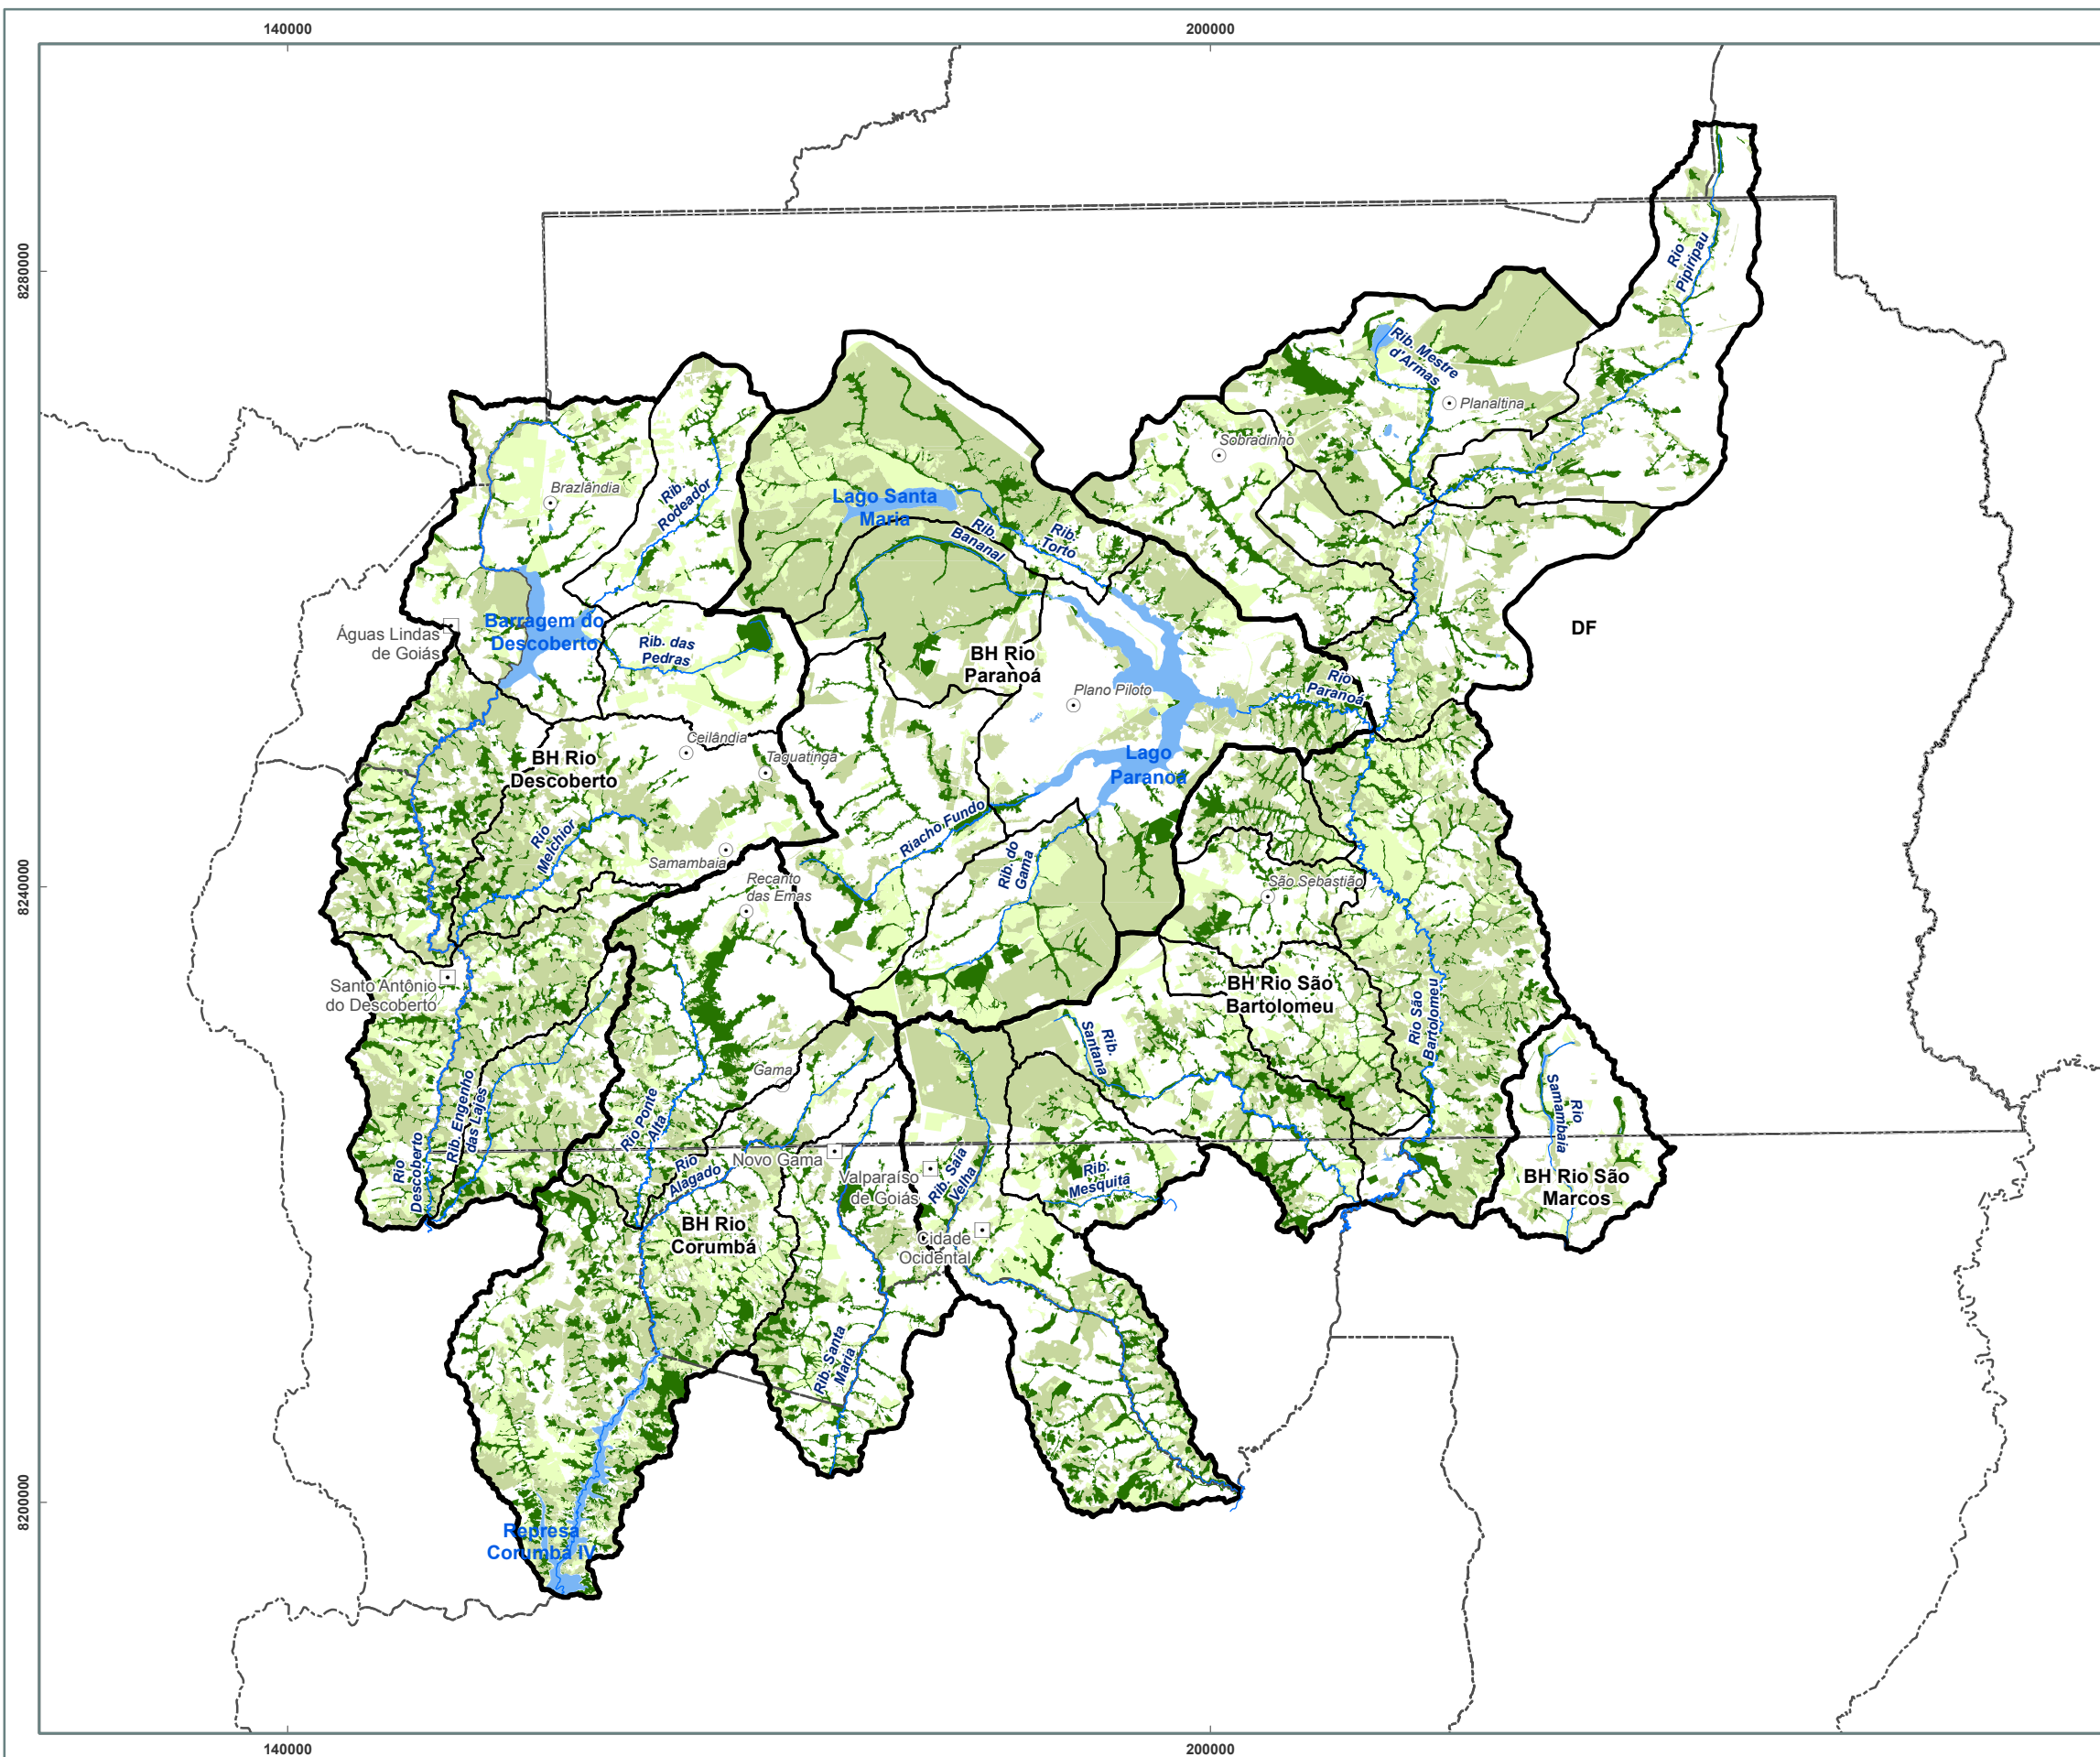 140000
200000
8280000
Rio
Pipiripau
Rib. Mestre
d'Armas
Planaltina
Sobradinho
Brazlândia
Rib.
Rodeador
Lago Santa
Maria
Rib.
Bananal
Rib.
Torto
Águas Lindas
de Goiás
Barragem do
Descoberto
Rib. das
Pedras
DF
BH Rio
Paranoá
Plano Piloto
Rio
Paranoá
Ceilândia
Taguatinga
BH Rio
Descoberto
Lago
Paranoá
Rio
Melchior
Riacho Fundo
Samambaia
Rib. do
Gama
8240000
Recanto
das Emas
São Sebastião
Santo Antônio
do Descoberto
BH Rio São
Bartolomeu
Rio São
Bartolomeu
Rib.
Santana
Gama
Rio
Samambaia
Rio Ponte
Alta
Rib. Engenho
das Lajes
Rio
Descoberto
Rio
Alagado
Novo Gama
Valparaíso
de Goiás
Rib. Saia
Velha
Rib.
Mesquita
BH Rio São
Marcos
BH Rio
Corumbá
Cidade
Ocidental
Rib. Santa
Maria
8200000
Represa
Corumbá IV
140000
200000